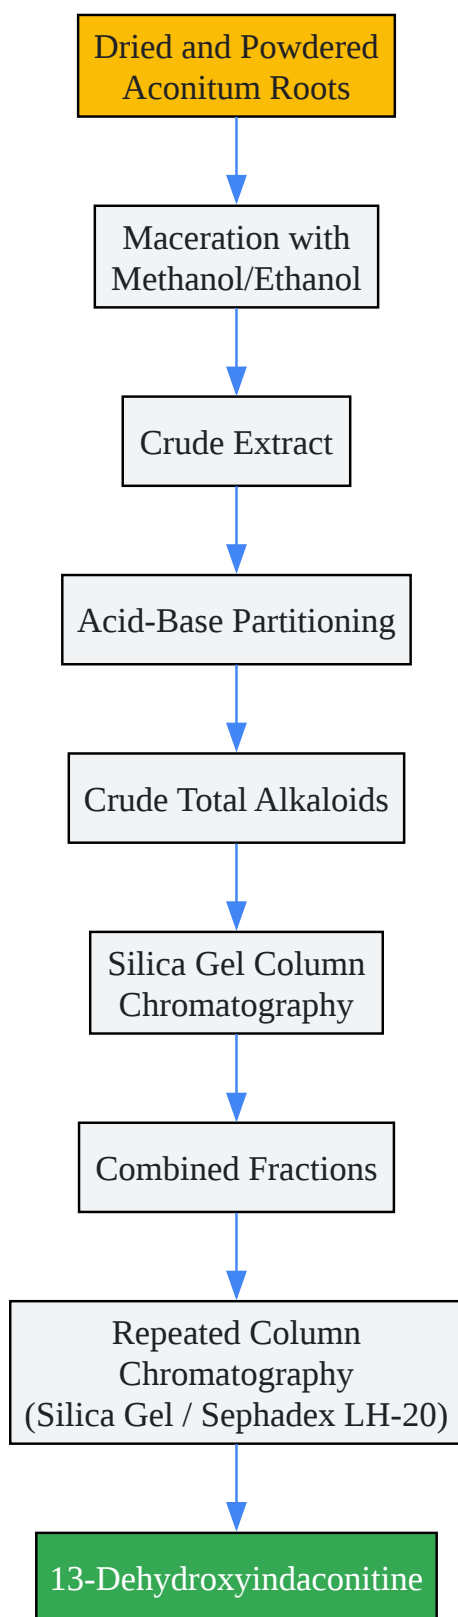 Dried and Powdered
Aconitum Roots
Maceration with
Methanol/Ethanol
Crude Extract
Acid-Base Partitioning
Crude Total Alkaloids
Silica Gel Column
Chromatography
Combined Fractions
Repeated Column
Chromatography
(Silica Gel / Sephadex LH-20)
13-Dehydroxyindaconitine